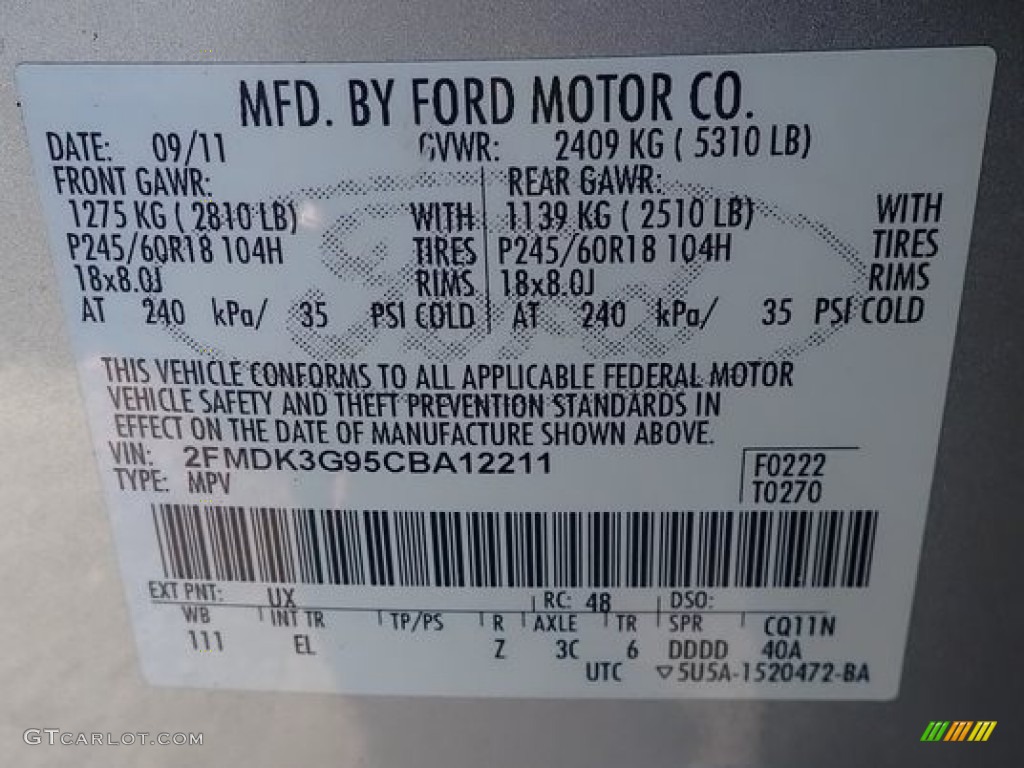 MFD. BY FORD MOTOR CO.
DATE: 09/11 GVWR: 2409 KG ( 5310 LB)
FRONT GAWR: REAR GAWR:
1275 KG ( 2810 LB) WITH 1139 KG ( 2510 LB) WITH
P245/60R18 104H TIRES P245/60R18 104H TIRES
18x8.0J RIMS 18x8.0J RIMS
AT 240 kPa/ 35 PSI COLD AT 240 kPa/ 35 PSI COLD
THIS VEHICLE CONFORMS TO ALL APPLICABLE FEDERAL MOTOR
VEHICLE SAFETY AND THEFT PREVENTION STANDARDS IN
EFFECT ON THE DATE OF MANUFACTURE SHOWN ABOVE.
VIN: 2FMDK3G95CBA12211 F0222
TYPE: MPV T0270
EXT PNT: UX RC: 48 DSO:
WB INT TR TP/PS R AXLE TR SPR CQ11N
111 EL Z 3C 6 DDDD 40A
UTC ▽5U5A-1520472-BA
GTCARLOT.COM